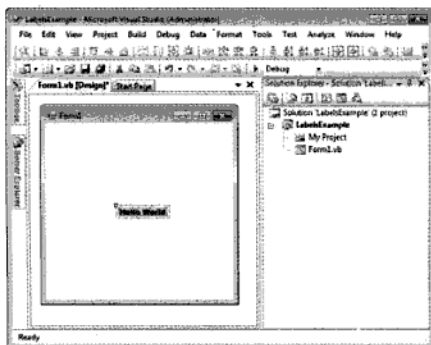 LabelsExample - Microsoft Visual Studio (Administrator)
File Edit View Project Build Debug Data Format Tools Test Analyze Window Help
Debug
Form1.vb [Design]* Start Page
Solution Explorer - Solution 'Label...
Toolbox
Server Explorer
Form1
Hello World
Solution 'LabelsExample' (1 project)
LabelsExample
My Project
Form1.vb
Ready